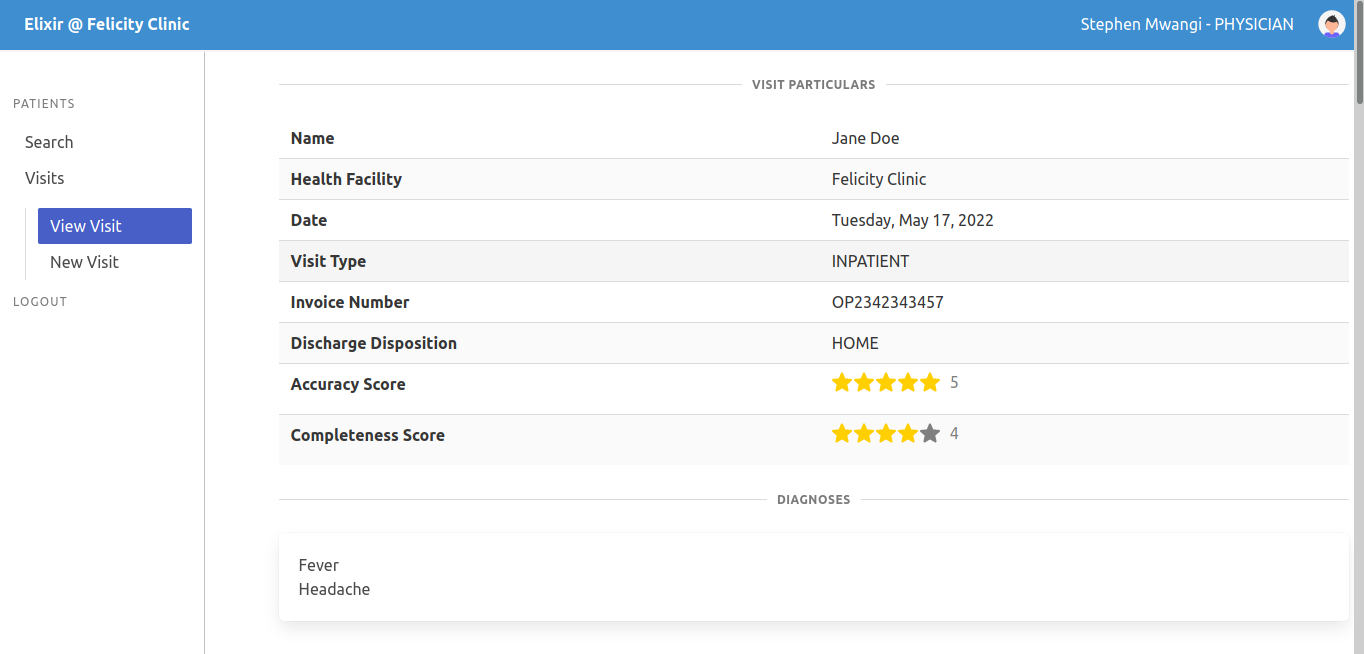 Elixir @ Felicity Clinic
Stephen Mwangi - PHYSICIAN
PATIENTS
Search
Visits
View Visit
New Visit
LOGOUT
VISIT PARTICULARS
Name Jane Doe
Health Facility Felicity Clinic
Date Tuesday, May 17, 2022
Visit Type INPATIENT
Invoice Number OP2342343457
Discharge Disposition HOME
Accuracy Score 5
Completeness Score 4
DIAGNOSES
Fever
Headache